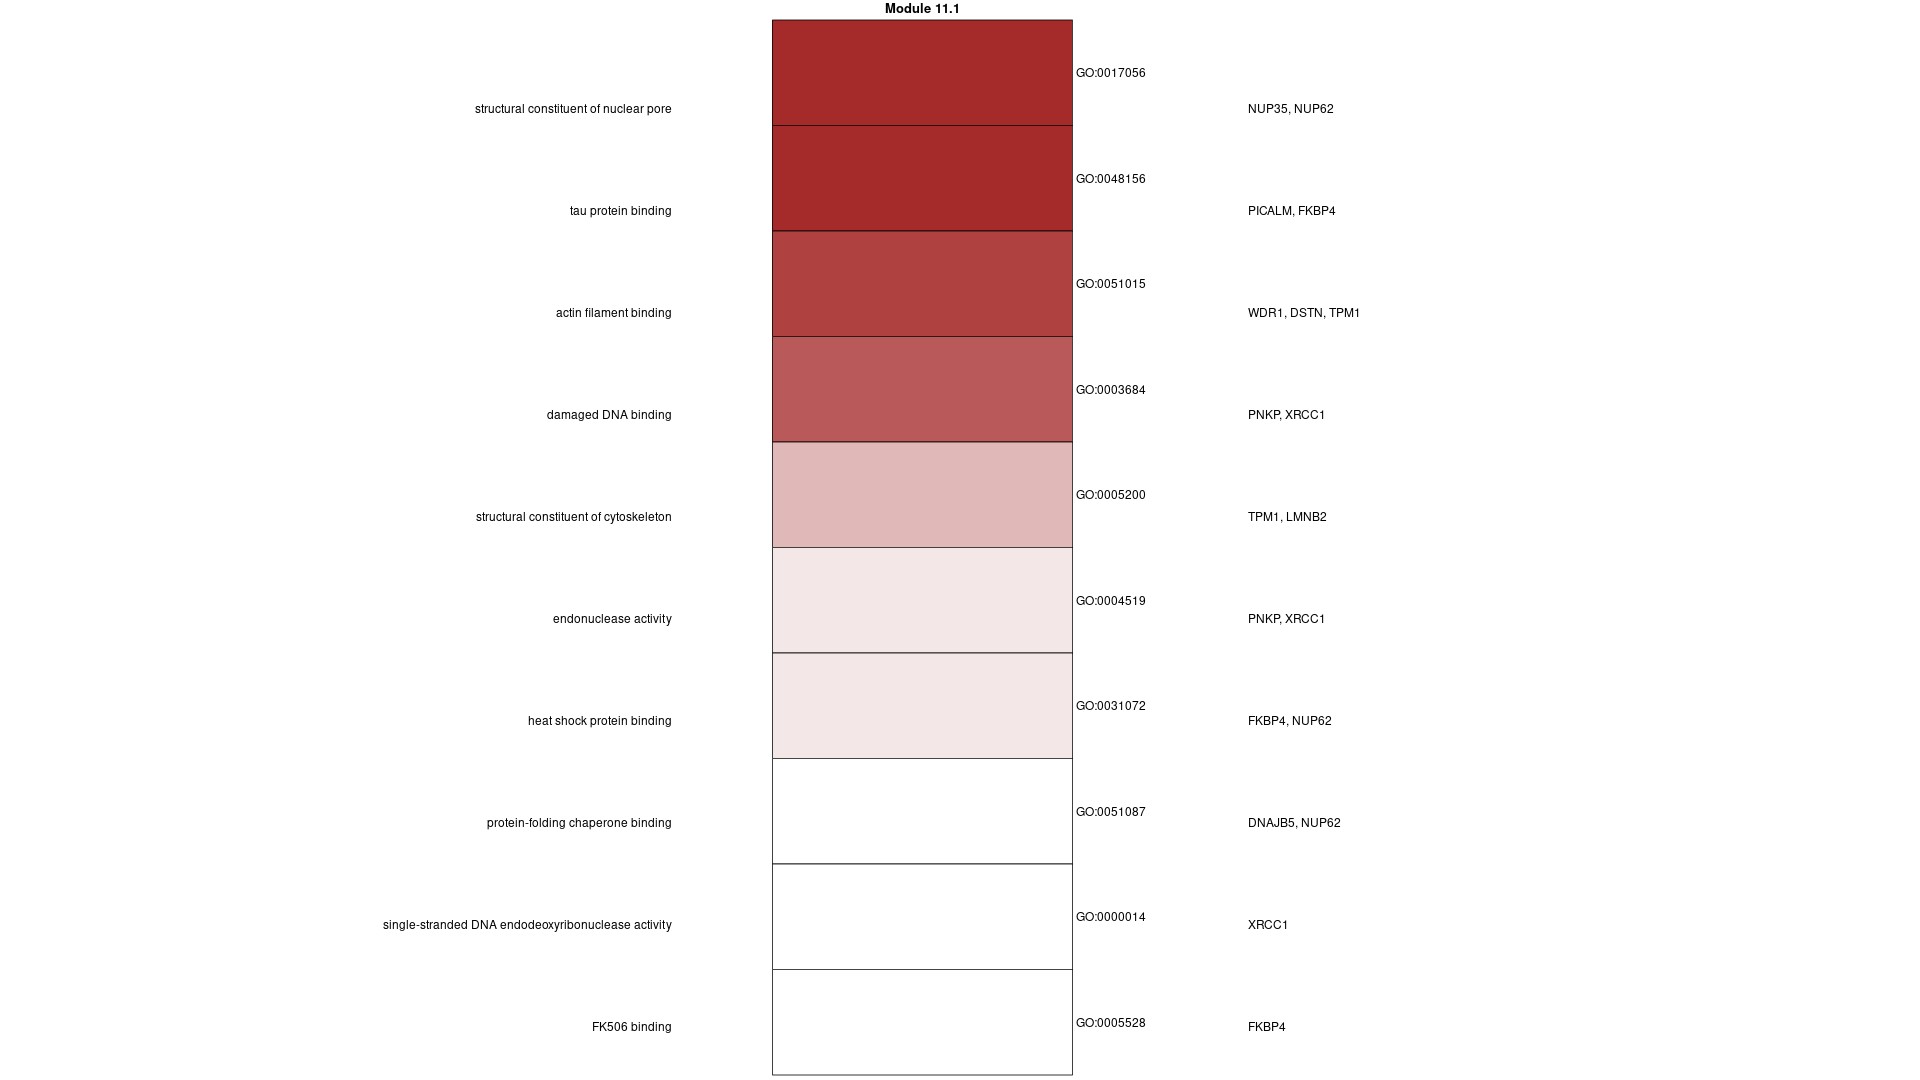 Module 11.1
GO:0017056
structural constituent of nuclear pore
NUP35, NUP62
GO:0048156
tau protein binding
PICALM, FKBP4
GO:0051015
actin filament binding
WDR1, DSTN, TPM1
GO:0003684
damaged DNA binding
PNKP, XRCC1
GO:0005200
structural constituent of cytoskeleton
TPM1, LMNB2
GO:0004519
endonuclease activity
PNKP, XRCC1
GO:0031072
heat shock protein binding
FKBP4, NUP62
GO:0051087
protein-folding chaperone binding
DNAJB5, NUP62
GO:0000014
single-stranded DNA endodeoxyribonuclease activity
XRCC1
GO:0005528
FK506 binding
FKBP4